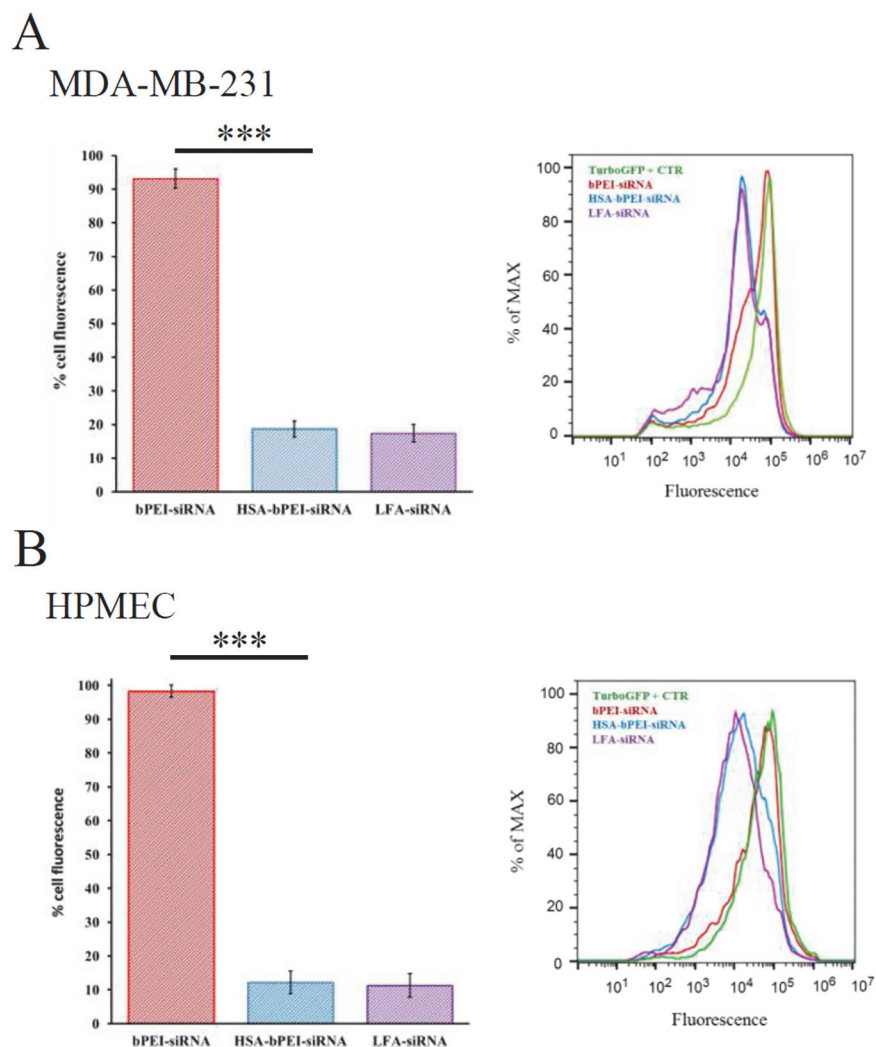 A
MDA-MB-231
***
100
90
80
70
60
50
40
30
20
10
0
% cell fluorescence
bPEI-siRNA HSA-bPEI-siRNA LFA-siRNA
TurboGFP + CTR
bPEI-siRNA
HSA-bPEI-siRNA
LFA-siRNA
100
80
60
40
20
0
% of MAX
10¹ 10² 10³ 10⁴ 10⁵ 10⁶ 10⁷
Fluorescence
B
HPMEC
***
100
90
80
70
60
50
40
30
20
10
0
% cell fluorescence
bPEI-siRNA HSA-bPEI-siRNA LFA-siRNA
TurboGFP + CTR
bPEI-siRNA
HSA-bPEI-siRNA
LFA-siRNA
100
80
60
40
20
0
% of MAX
10¹ 10² 10³ 10⁴ 10⁵ 10⁶ 10⁷
Fluorescence